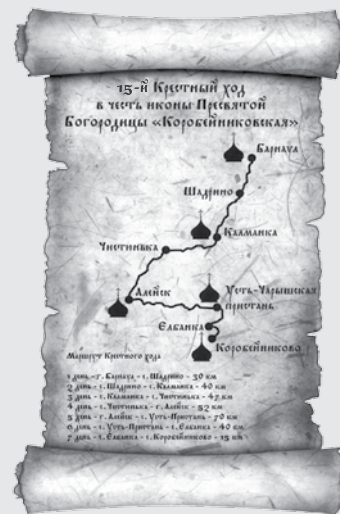 15-й Крестный ход
в честь иконы Пресвятой
Богородицы «Коробейниковская»
Барнаул
Шадрино
Калманка
Чистюнька
Алейск
Усть-Чарышская
пристань
Елбанка
Коробейниково
Маршрут Крестного хода
1 день - г. Барнаул - с. Шадрино - 30 км
2 день - с. Шадрино - с. Калманка - 40 км
3 день - с. Калманка - с. Чистюнька - 47 км
4 день - с. Чистюнька - г. Алейск - 52 км
5 день - г. Алейск - с. Усть-Пристань - 70 км
6 день - с. Усть-Пристань - с. Елбанка - 40 км
7 день - с. Елбанка - с. Коробейниково - 15 км